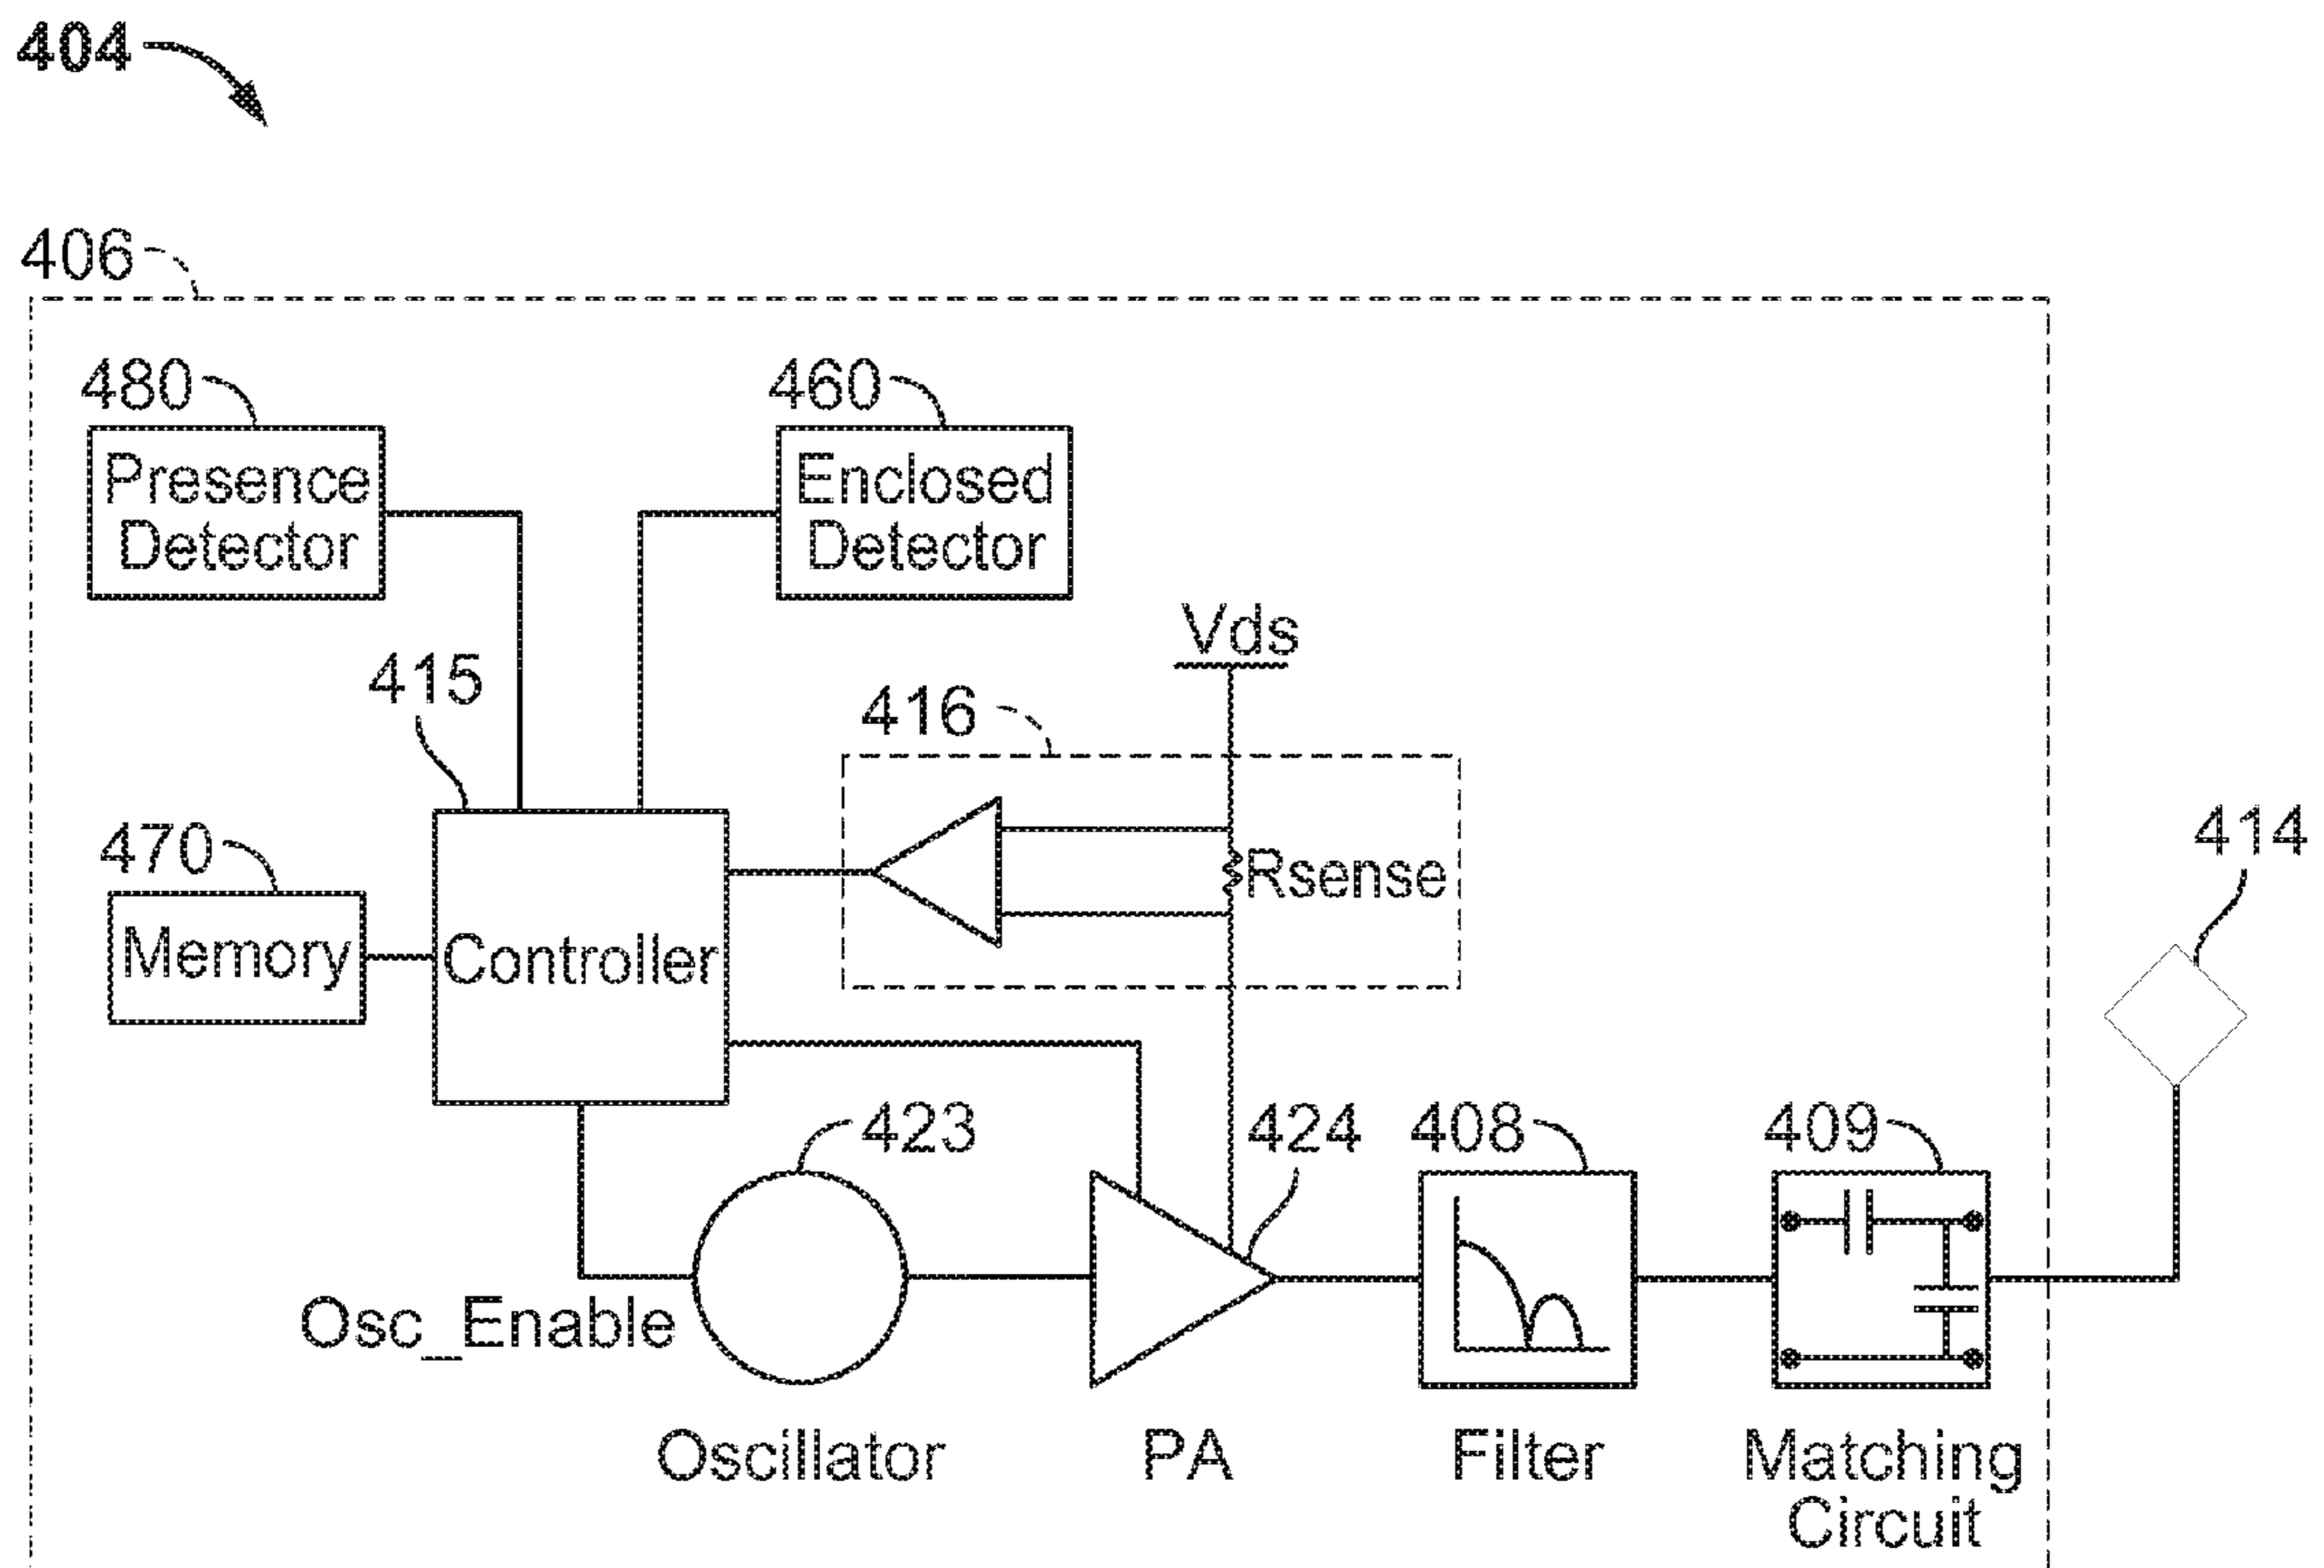 404
406
480
460
Presence
Detector
Enclosed
Detector
Vds
415
416
470
414
Rsense
Memory
Controller
423
424
408
409
Osc_Enable
Oscillator
PA
Filter
Matching
Circuit